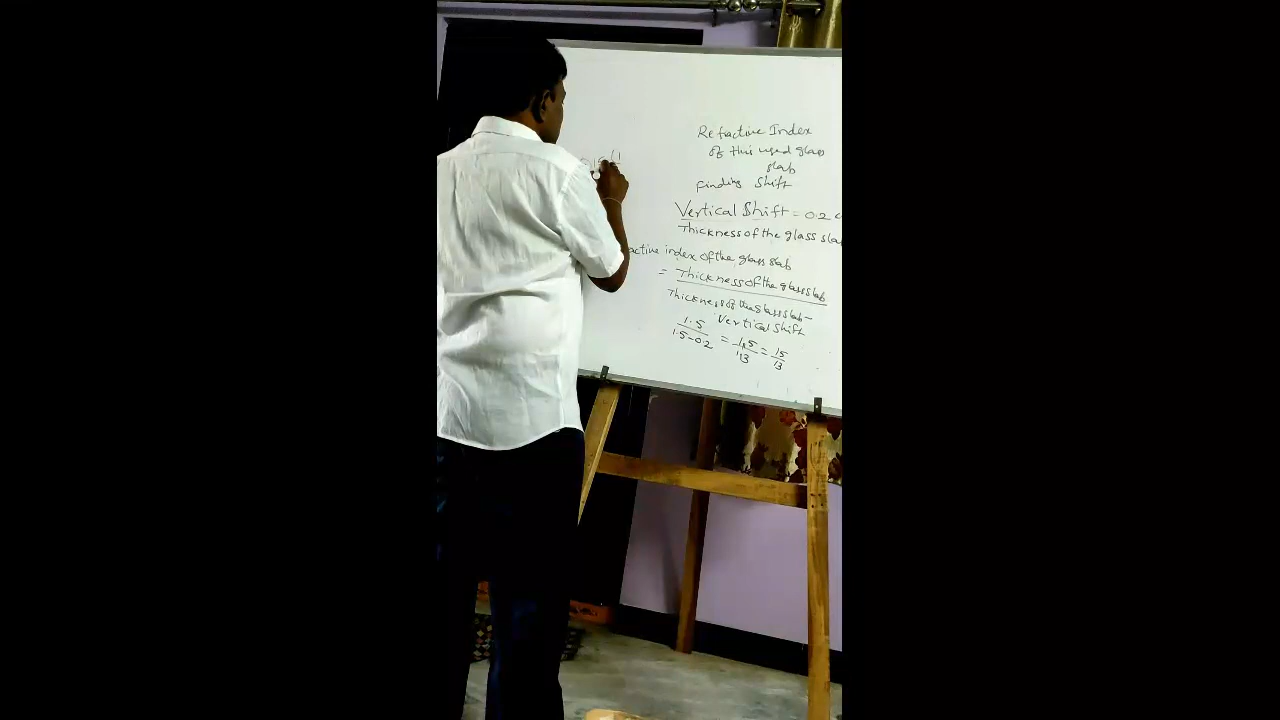 Refractive Index
of this used glass
slab
finding shift
Vertical Shift = 0.2 c
Thickness of the glass slab
active index of the glass slab
= Thickness of the glass slab
Thickness of the glass slab -
Vertical Shift
1.5
1.5-0.2
= 1.5
1.3
= 15
13